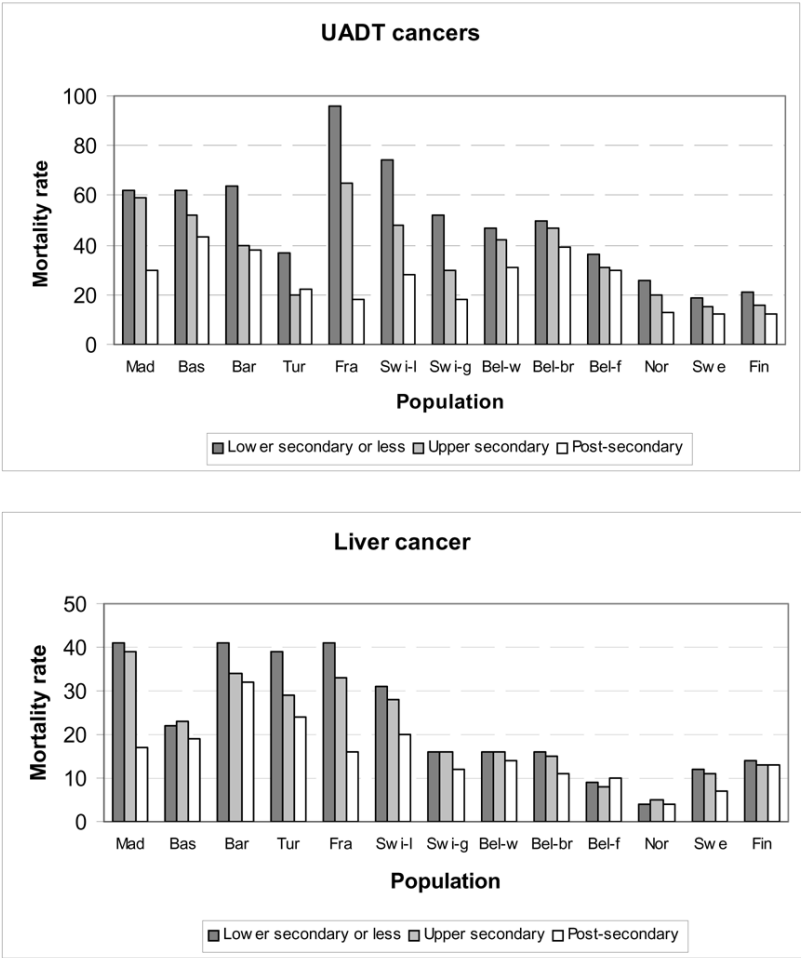 UADT cancers
100
80
60
40
20
0
Mortality rate
Mad Bas Bar Tur Fra Swi-l Swi-g Bel-w Bel-br Bel-f Nor Swe Fin
Population
Lower secondary or less Upper secondary Post-secondary
Liver cancer
50
40
30
20
10
0
Mortality rate
Mad Bas Bar Tur Fra Swi-l Swi-g Bel-w Bel-br Bel-f Nor Swe Fin
Population
Lower secondary or less Upper secondary Post-secondary